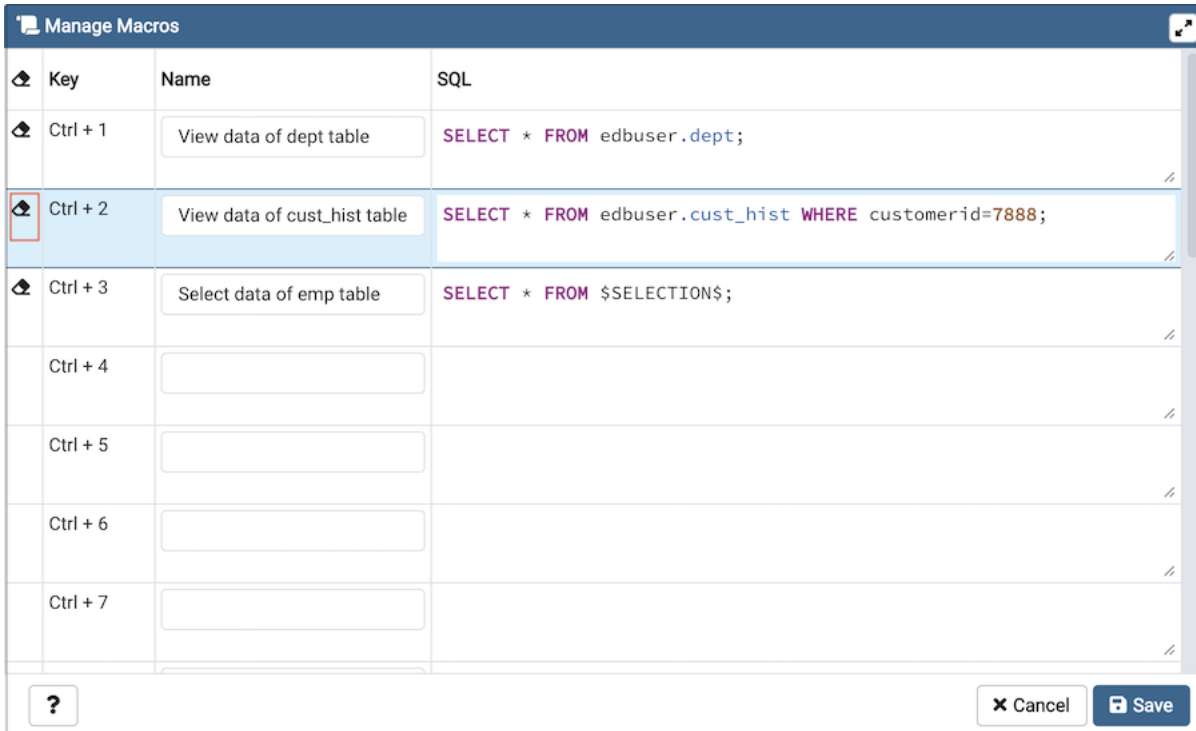 Manage Macros
Key Name SQL
Ctrl + 1 View data of dept table SELECT * FROM edbuser.dept;
Ctrl + 2 View data of cust_hist table SELECT * FROM edbuser.cust_hist WHERE customerid=7888;
Ctrl + 3 Select data of emp table SELECT * FROM $SELECTION$;
Ctrl + 4
Ctrl + 5
Ctrl + 6
Ctrl + 7
? Cancel Save